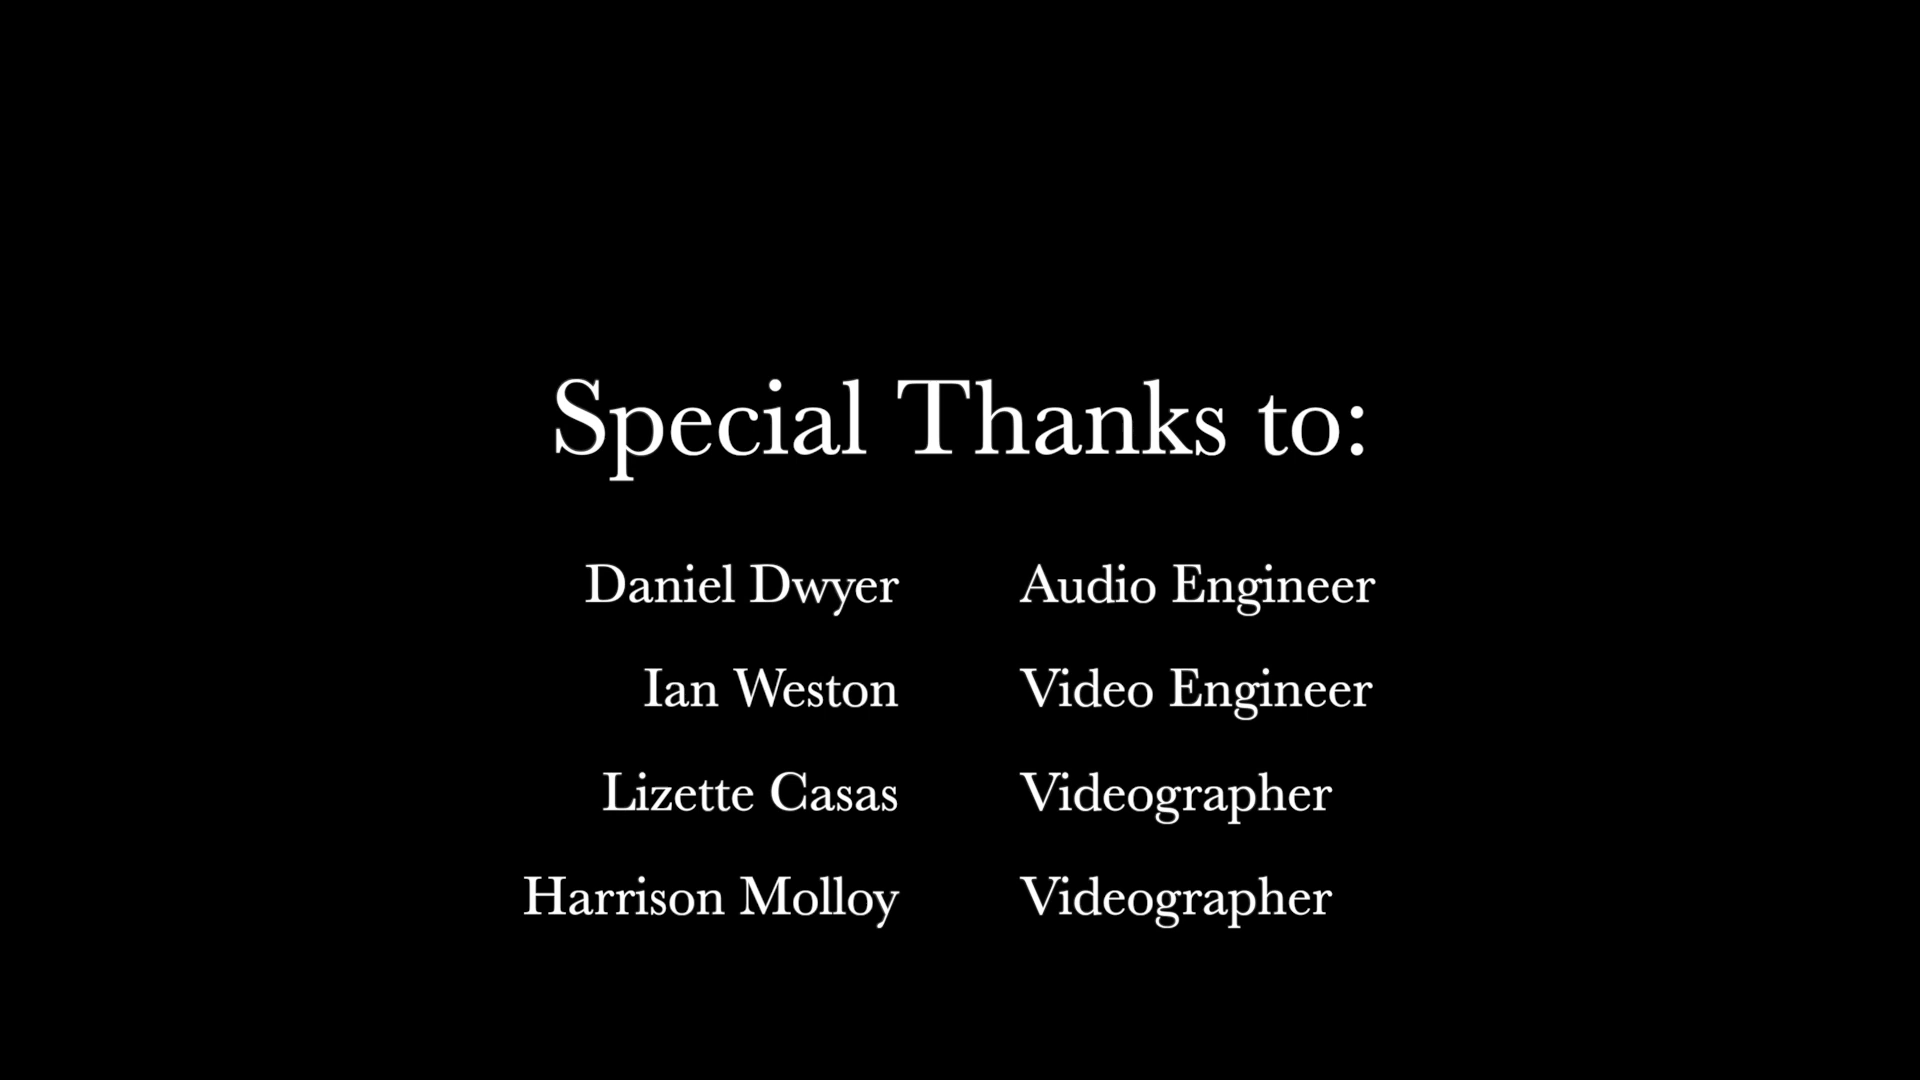 Special Thanks to:
Daniel Dwyer Audio Engineer
Ian Weston Video Engineer
Lizette Casas Videographer
Harrison Molloy Videographer